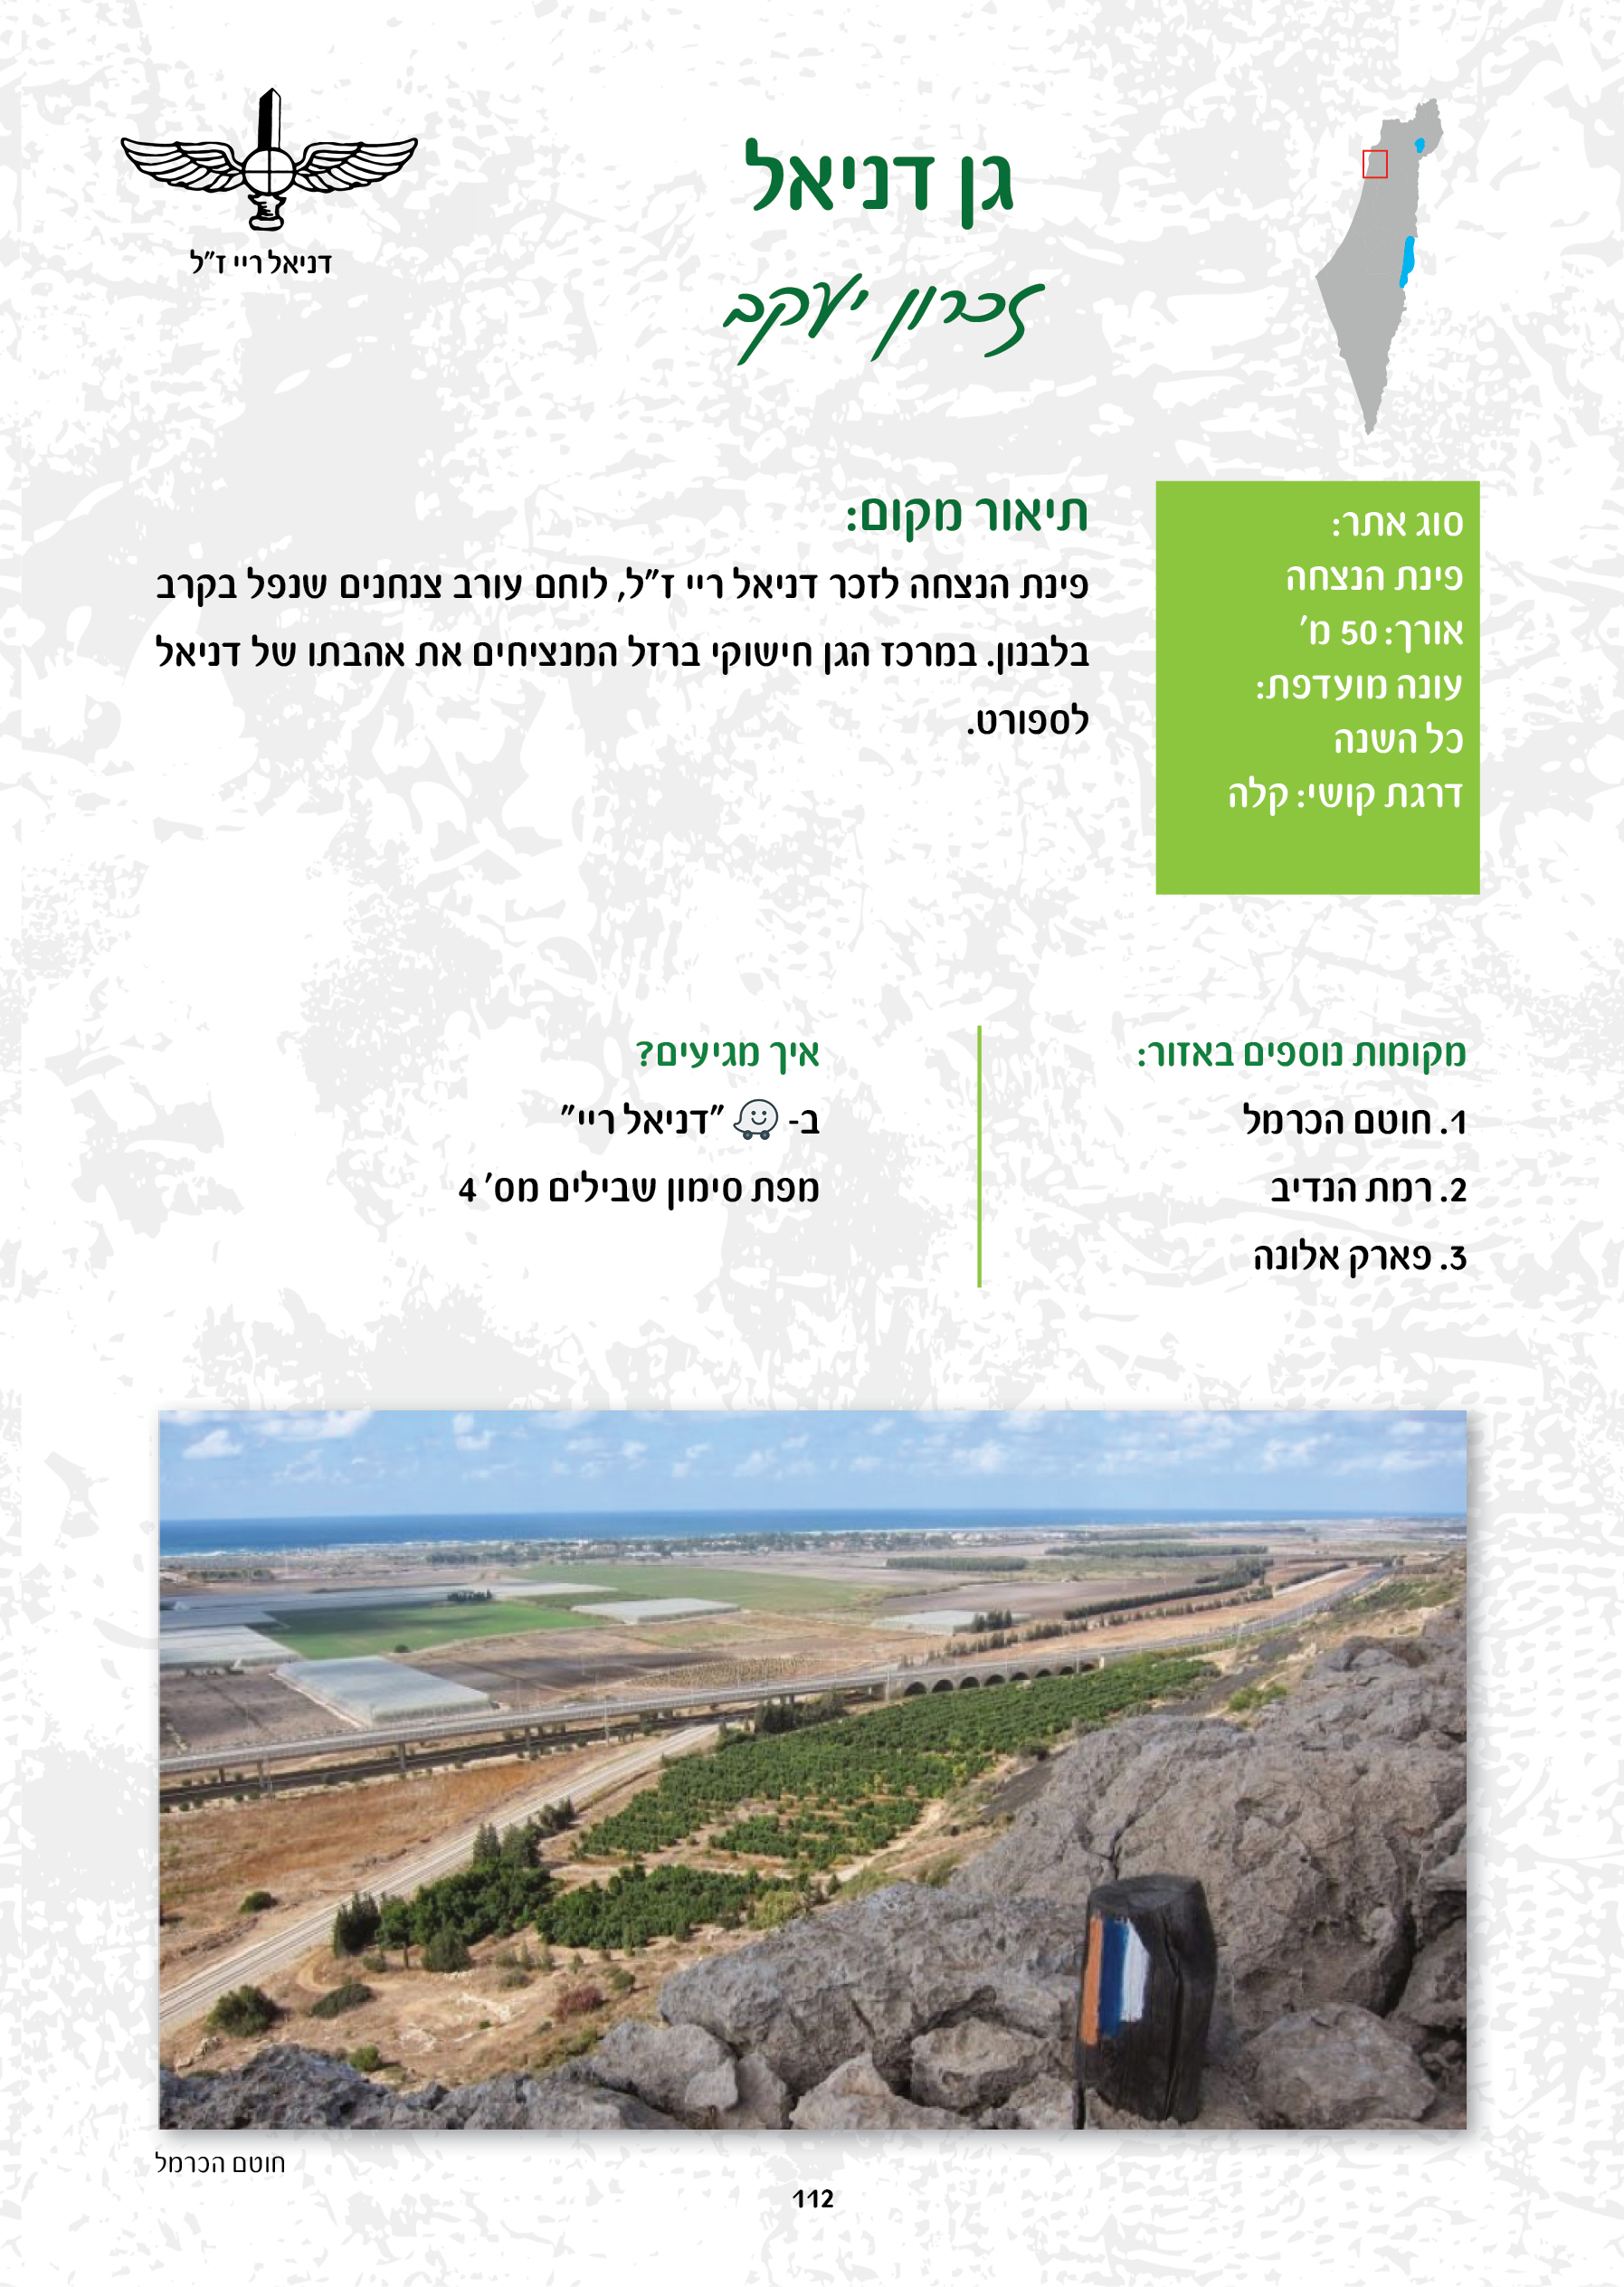 דניאל ריי ז"ל
גן דניאל
זכרון יעקב
סוג אתר:
פינת הנצחה
אורך: 50 מ'
עונה מועדפת:
כל השנה
דרגת קושי: קלה
תיאור מקום:
פינת הנצחה לזכר דניאל ריי ז"ל, לוחם עורב צנחנים שנפל בקרב
בלבנון. במרכז הגן חישוקי ברזל המנציחים את אהבתו של דניאל
לספורט.
מקומות נוספים באזור:
1. חוטם הכרמל
2. רמת הנדיב
3. פארק אלונה
איך מגיעים?
ב- "דניאל ריי"
מפת סימון שבילים מס' 4
חוטם הכרמל
112